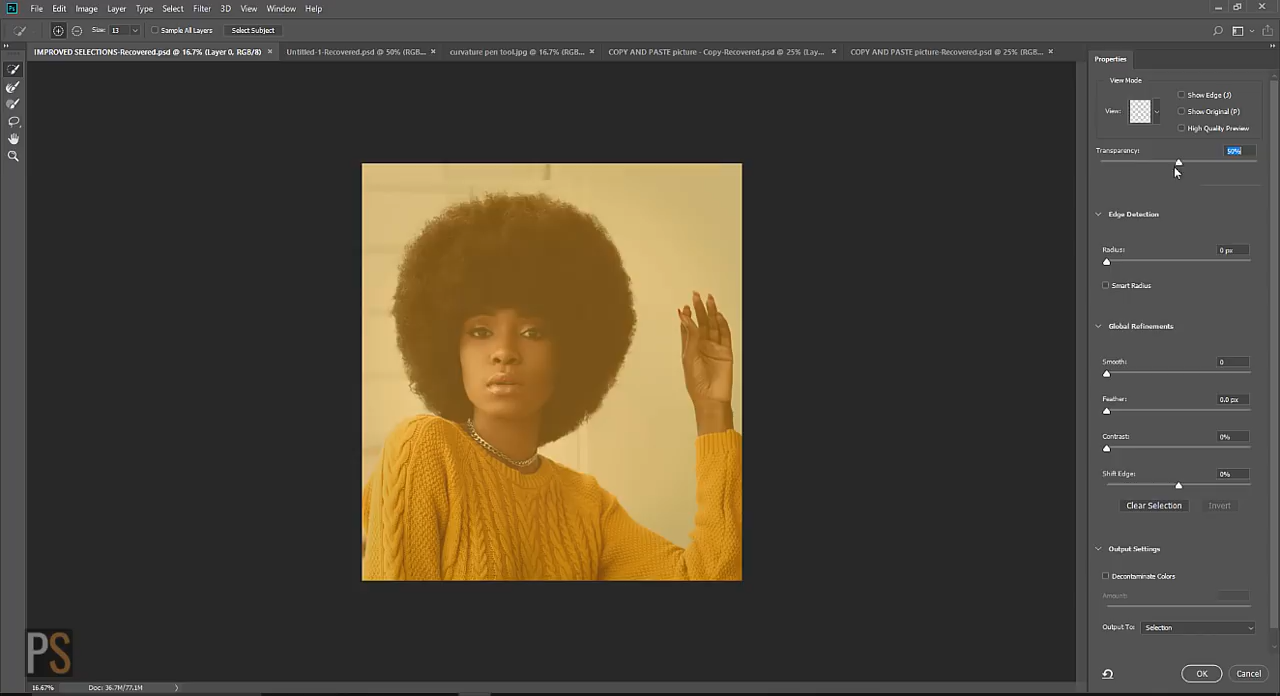 Ps File Edit Image Layer Type Select Filter 3D View Window Help
Size: 13 Sample All Layers Select Subject
IMPROVED SELECTIONS-Recovered.psd @ 16.7% (Layer 0, RGB/8) × Untitled-1-Recovered.psd @ 50% (RGB... × curvature pen tool.jpg @ 16.7% (RGB... × COPY AND PASTE picture - Copy-Recovered.psd @ 25% (Lay... × COPY AND PASTE picture-Recovered.psd @ 25% (RGB... ×
Properties
View Mode
Show Edge (J)
View:
Show Original (P)
High Quality Preview
Transparency: 50%
Edge Detection
Radius: 0 px
Smart Radius
Global Refinements
Smooth: 0
Feather: 0.0 px
Contrast: 0%
Shift Edge: 0%
Clear Selection Invert
Output Settings
Decontaminate Colors
Amount:
Output To: Selection
PS
OK Cancel
16.67% Doc: 36.7M/77.1M